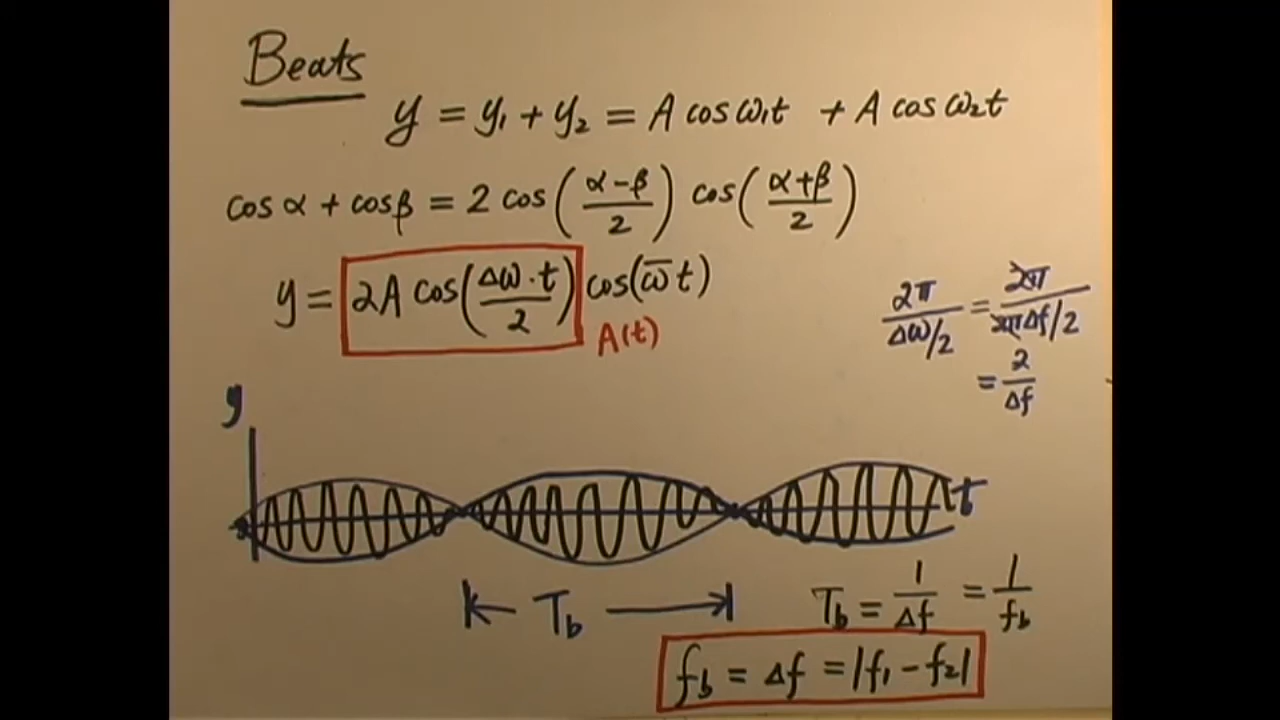 Beats
y = y₁ + y₂ = A cos ω₁t + A cos ω₂t
cos α + cos β = 2 cos((α−β)/2) cos((α+β)/2)
y = 2A cos((Δω·t)/2) cos(ω̅t)
A(t)
2π/(Δω/2) = 2π/(2πΔf/2)
= 2/Δf
y
t
T_b
T_b = 1/Δf = 1/f_b
f_b = Δf = |f₁ − f₂|